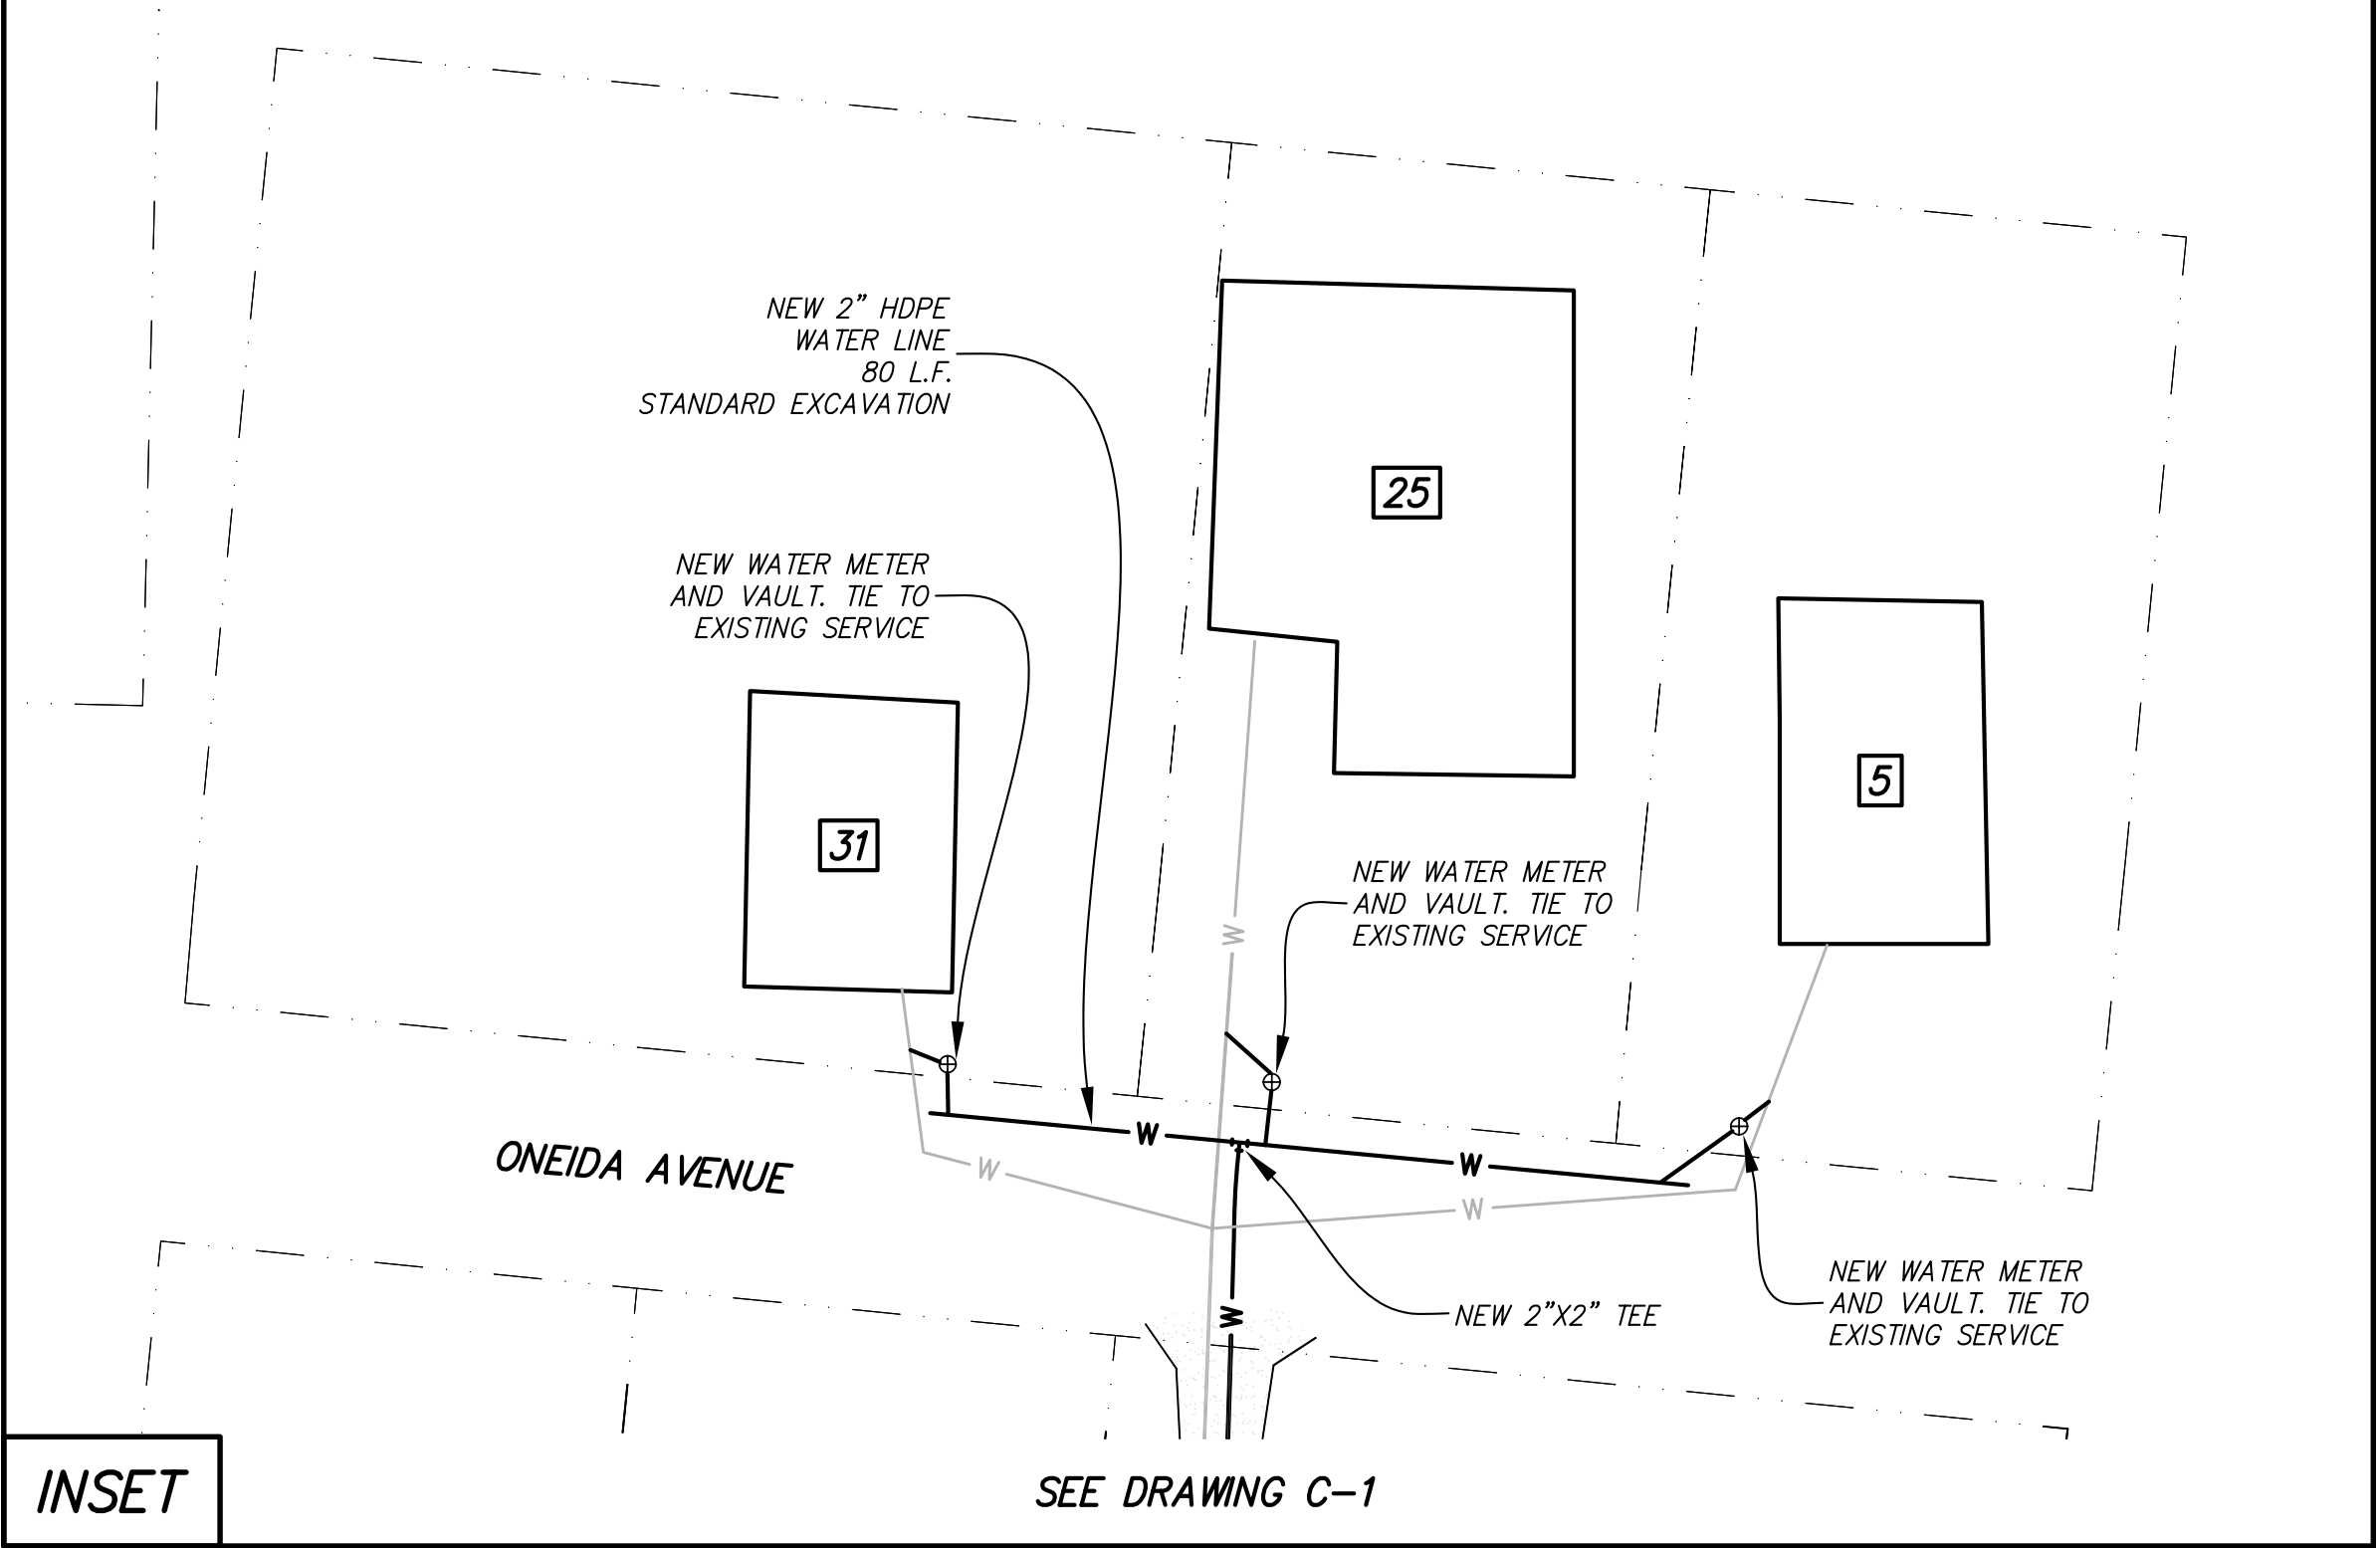 NEW 2" HDPE
WATER LINE
80 L.F.
STANDARD EXCAVATION
25
NEW WATER METER
AND VAULT. TIE TO
EXISTING SERVICE
5
31
NEW WATER METER
AND VAULT. TIE TO
EXISTING SERVICE
W
W
W
ONEIDA AVENUE
W
W
W
NEW WATER METER
AND VAULT. TIE TO
EXISTING SERVICE
NEW 2"X2" TEE
INSET
SEE DRAWING C-1